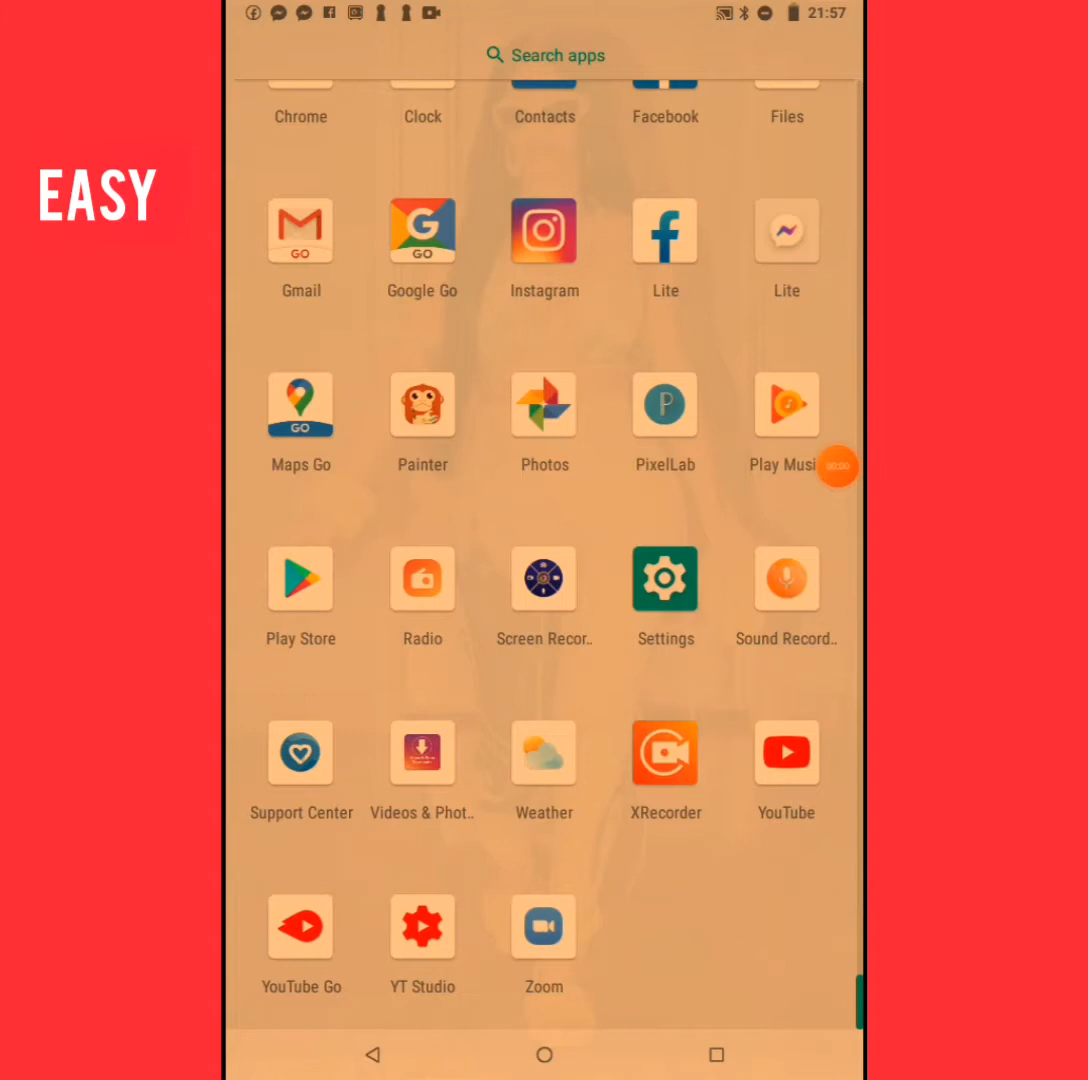 21:57
Search apps
Chrome Clock Contacts Facebook Files
EASY
GO GO
Gmail Google Go Instagram Lite Lite
GO
Maps Go Painter Photos PixelLab Play Musi
00:00
Play Store Radio Screen Recor.. Settings Sound Record..
Support Center Videos & Phot.. Weather XRecorder YouTube
YouTube Go YT Studio Zoom